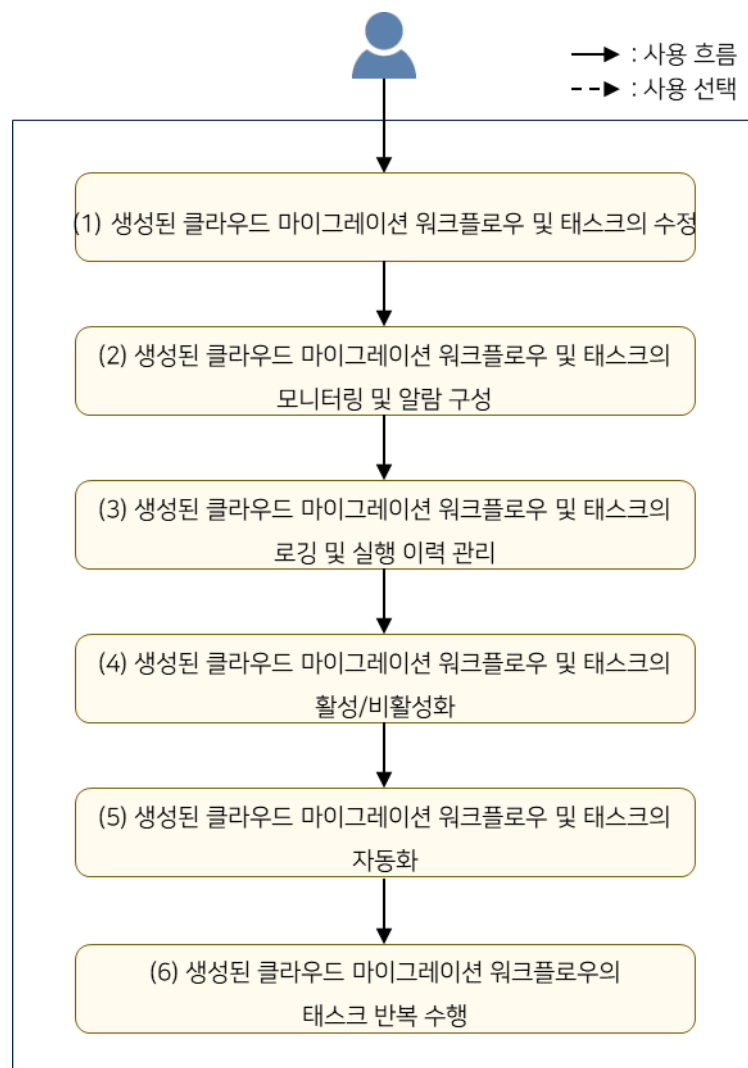 : 사용 흐름
: 사용 선택
(1) 생성된 클라우드 마이그레이션 워크플로우 및 태스크의 수정
(2) 생성된 클라우드 마이그레이션 워크플로우 및 태스크의
모니터링 및 알람 구성
(3) 생성된 클라우드 마이그레이션 워크플로우 및 태스크의
로깅 및 실행 이력 관리
(4) 생성된 클라우드 마이그레이션 워크플로우 및 태스크의
활성/비활성화
(5) 생성된 클라우드 마이그레이션 워크플로우 및 태스크의
자동화
(6) 생성된 클라우드 마이그레이션 워크플로우의
태스크 반복 수행